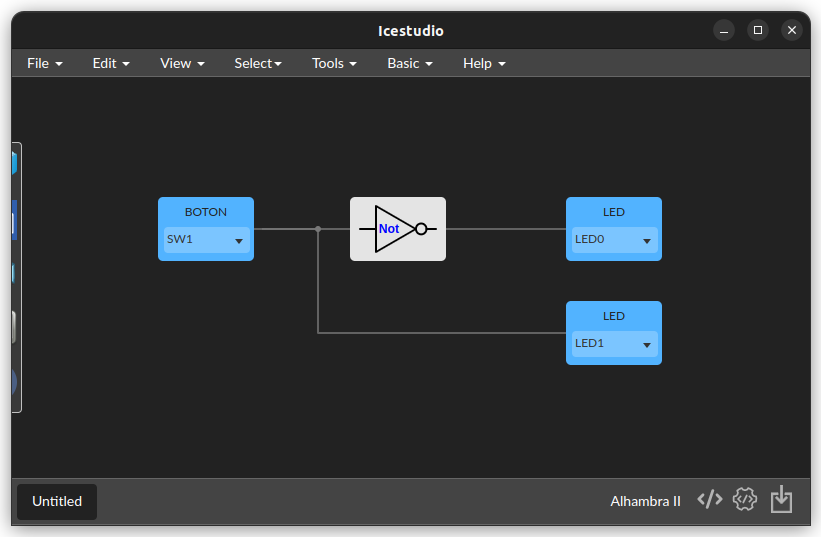 Icestudio
File Edit View Select Tools Basic Help
BOTON
SW1
Not
LED
LED0
LED
LED1
Untitled
Alhambra II